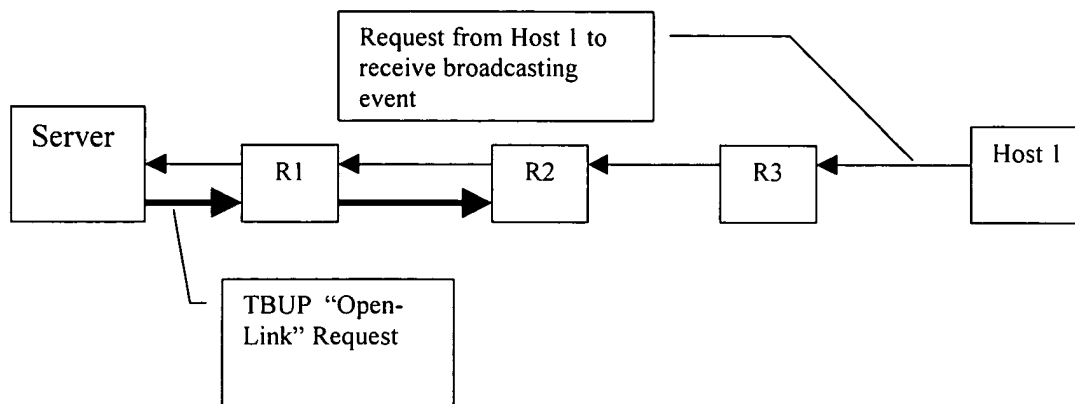 Request from Host 1 to
receive broadcasting
event
Server
R1
R2
R3
Host 1
TBUP “Open-
Link” Request